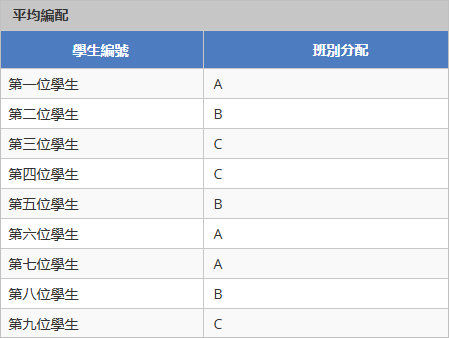 平均編配
學生編號 班別分配
第一位學生 A
第二位學生 B
第三位學生 C
第四位學生 C
第五位學生 B
第六位學生 A
第七位學生 A
第八位學生 B
第九位學生 C